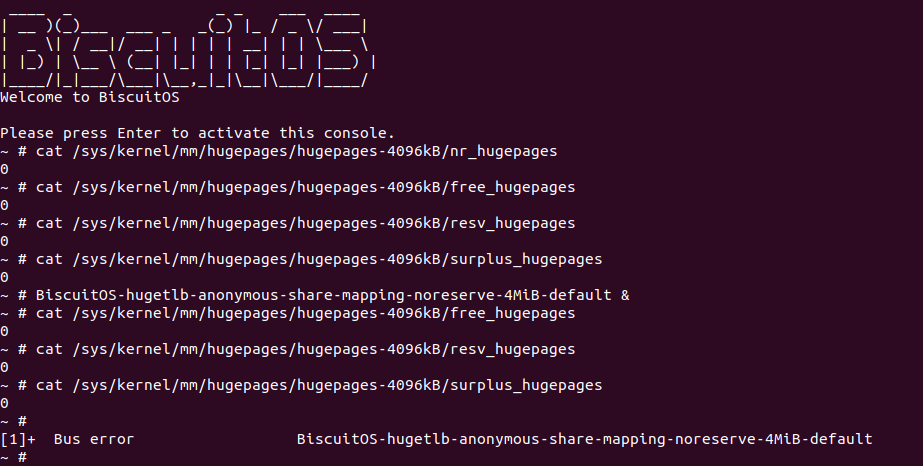 ____  _                _ _    ___  ____
| __ )(_)___  ___ _   _(_) |_ / _ \/ ___|
|  _ \| / __|/ __| | | | | __| | | \___ \
| |_) | \__ \ (__| |_| | | |_| |_| |___) |
|____/|_|___/\___|\__,_|_|\__|\___/|____/
Welcome to BiscuitOS
Please press Enter to activate this console.
~ # cat /sys/kernel/mm/hugepages/hugepages-4096kB/nr_hugepages
0
~ # cat /sys/kernel/mm/hugepages/hugepages-4096kB/free_hugepages
0
~ # cat /sys/kernel/mm/hugepages/hugepages-4096kB/resv_hugepages
0
~ # cat /sys/kernel/mm/hugepages/hugepages-4096kB/surplus_hugepages
0
~ # BiscuitOS-hugetlb-anonymous-share-mapping-noreserve-4MiB-default &
~ # cat /sys/kernel/mm/hugepages/hugepages-4096kB/free_hugepages
0
~ # cat /sys/kernel/mm/hugepages/hugepages-4096kB/resv_hugepages
0
~ # cat /sys/kernel/mm/hugepages/hugepages-4096kB/surplus_hugepages
0
~ #
[1]+  Bus error                  BiscuitOS-hugetlb-anonymous-share-mapping-noreserve-4MiB-default
~ #